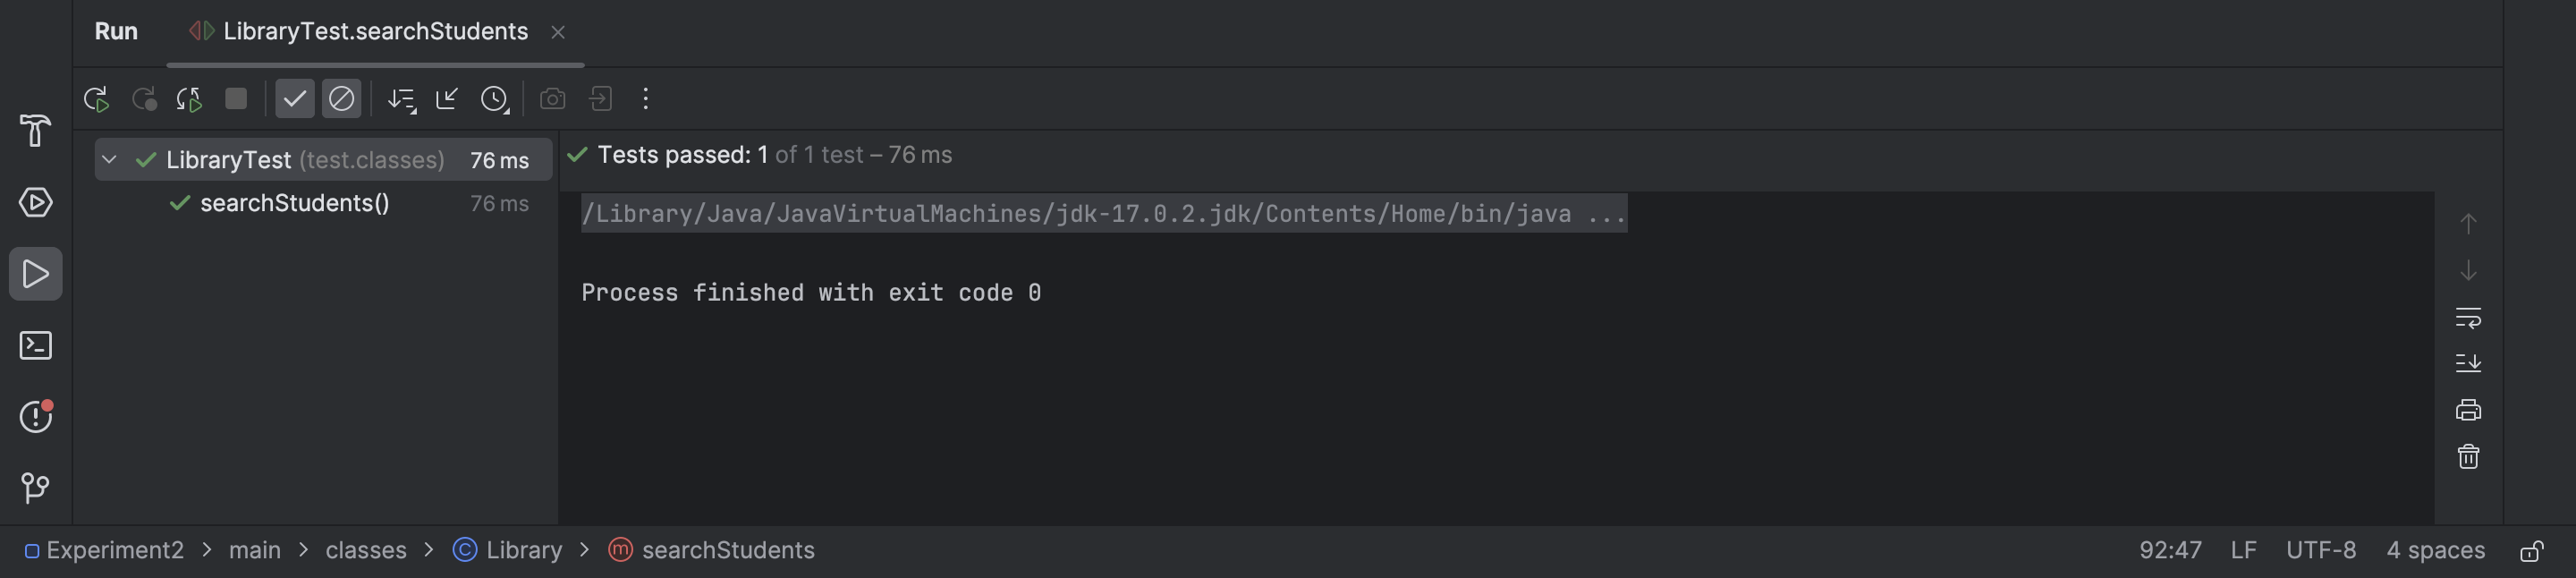 Run LibraryTest.searchStudents
LibraryTest (test.classes) 76 ms
searchStudents() 76 ms
Tests passed: 1 of 1 test – 76 ms
/Library/Java/JavaVirtualMachines/jdk-17.0.2.jdk/Contents/Home/bin/java ...
Process finished with exit code 0
Experiment2 > main > classes > Library > searchStudents 92:47 LF UTF-8 4 spaces